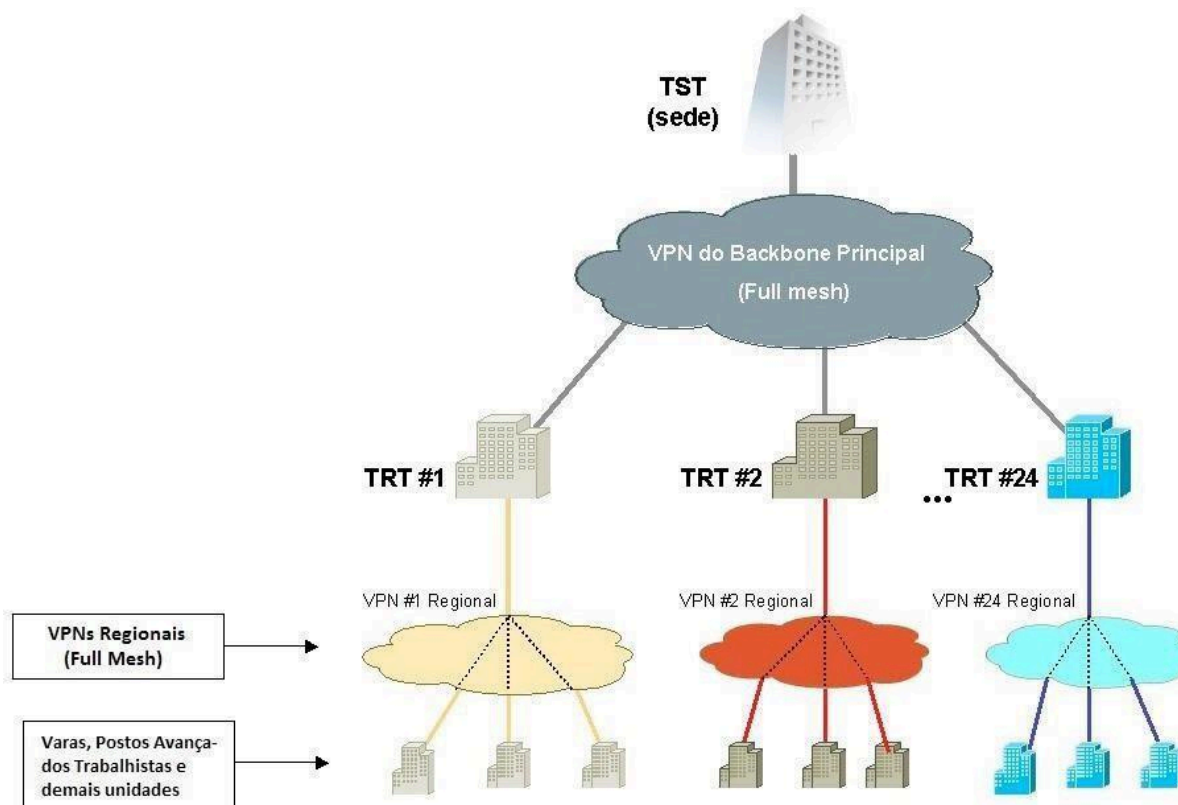 TST
(sede)
VPN do Backbone Principal
(Full mesh)
TRT #1
TRT #2
... TRT #24
VPN #1 Regional
VPN #2 Regional
VPN #24 Regional
VPNs Regionais
(Full Mesh)
Varas, Postos Avança-
dos Trabalhistas e
demais unidades